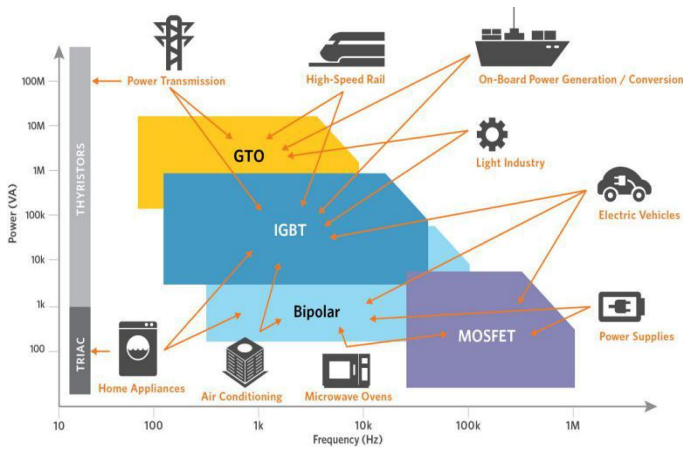 Power Transmission
High-Speed Rail
On-Board Power Generation / Conversion
100M
10M
1M
100k
10k
1k
100
Power (VA)
THYRISTORS
TRIAC
GTO
Light Industry
IGBT
Electric Vehicles
Bipolar
MOSFET
Power Supplies
Home Appliances
Air Conditioning
Microwave Ovens
10
100
1k
10k
100k
1M
Frequency (Hz)